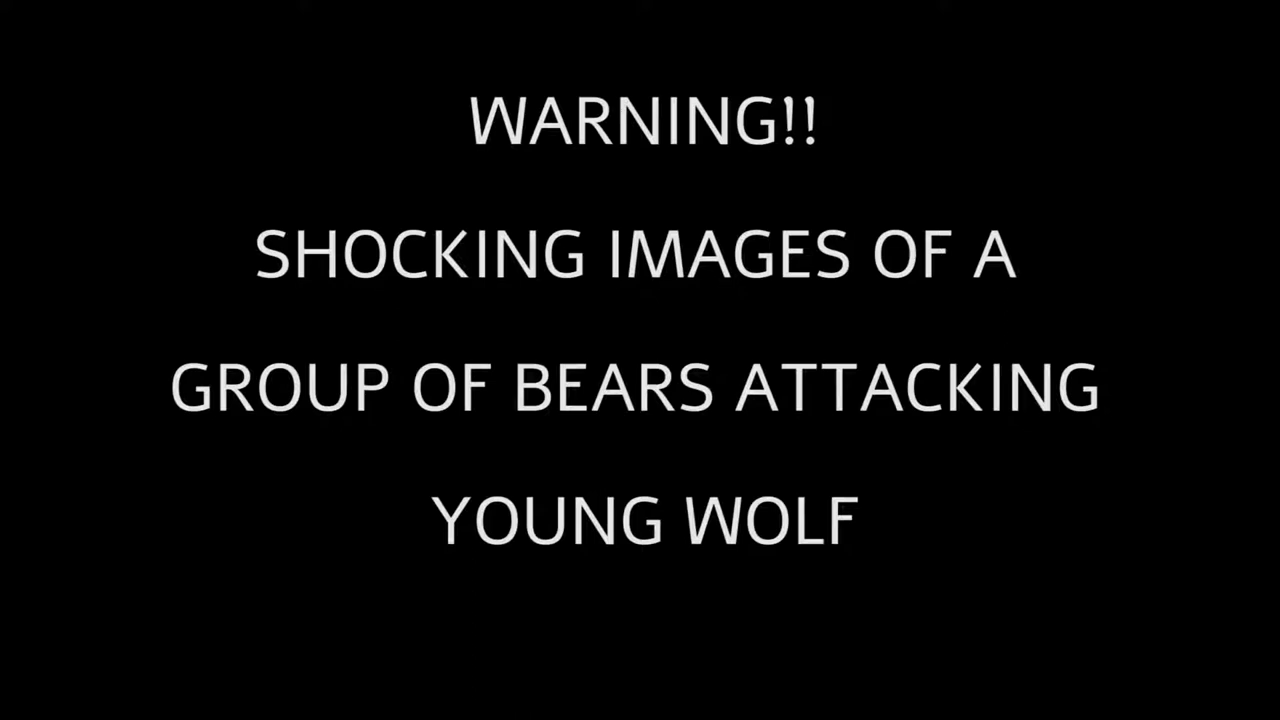 WARNING!!
SHOCKING IMAGES OF A
GROUP OF BEARS ATTACKING
YOUNG WOLF